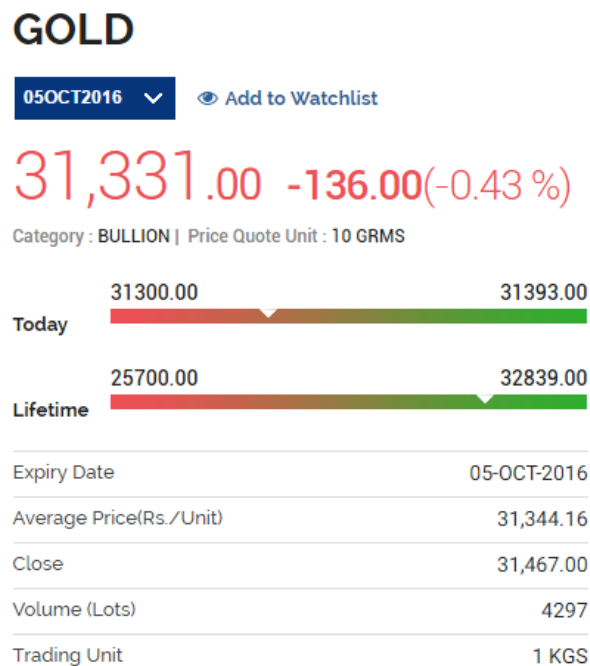 GOLD
05OCT2016 Add to Watchlist
31,331.00 -136.00(-0.43 %)
Category : BULLION | Price Quote Unit : 10 GRMS
31300.00 31393.00
Today
25700.00 32839.00
Lifetime
Expiry Date 05-OCT-2016
Average Price(Rs./Unit) 31,344.16
Close 31,467.00
Volume (Lots) 4297
Trading Unit 1 KGS